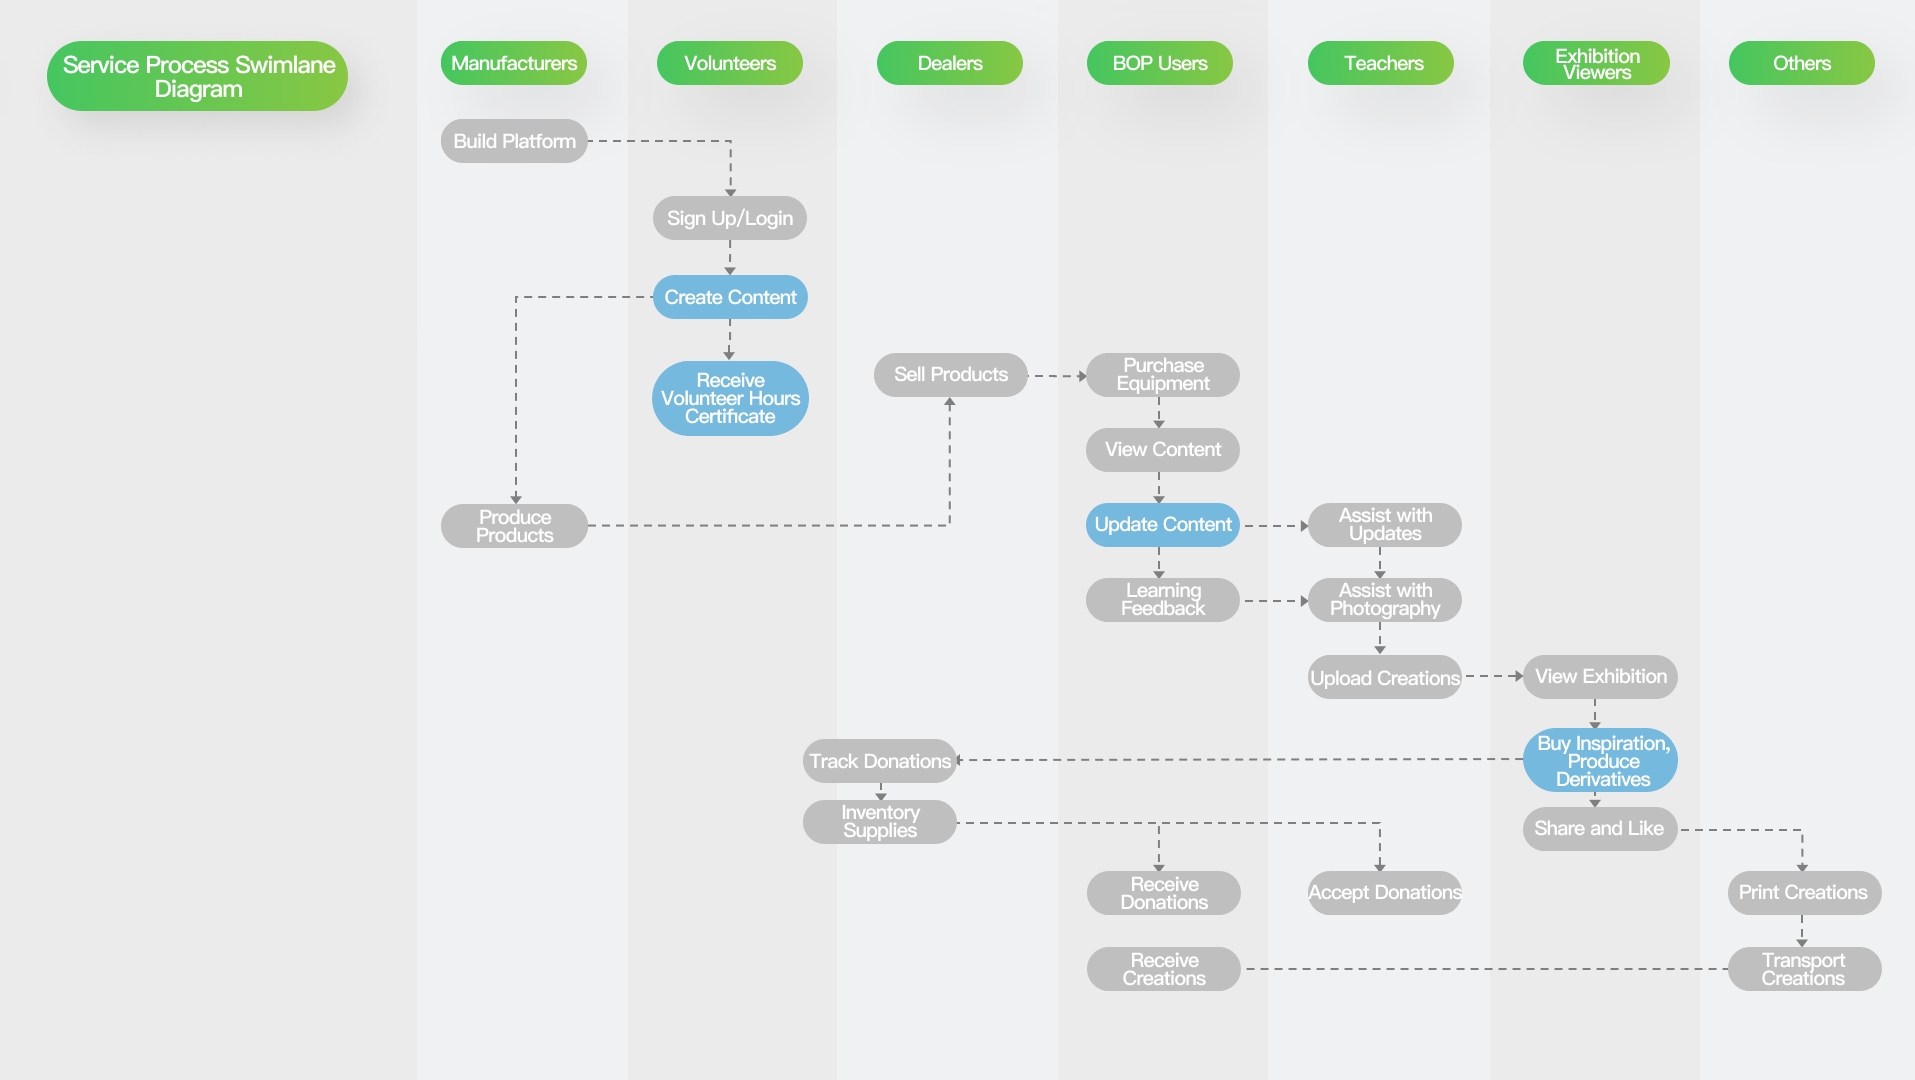 Service Process Swimlane
Diagram
Manufacturers
Volunteers
Dealers
BOP Users
Teachers
Exhibition
Viewers
Others
Build Platform
Sign Up/Login
Create Content
Receive
Volunteer Hours
Certificate
Sell Products
Purchase
Equipment
View Content
Produce
Products
Update Content
Assist with
Updates
Learning
Feedback
Assist with
Photography
Upload Creations
View Exhibition
Buy Inspiration,
Produce
Derivatives
Track Donations
Inventory
Supplies
Share and Like
Receive
Donations
Accept Donations
Print Creations
Receive
Creations
Transport
Creations